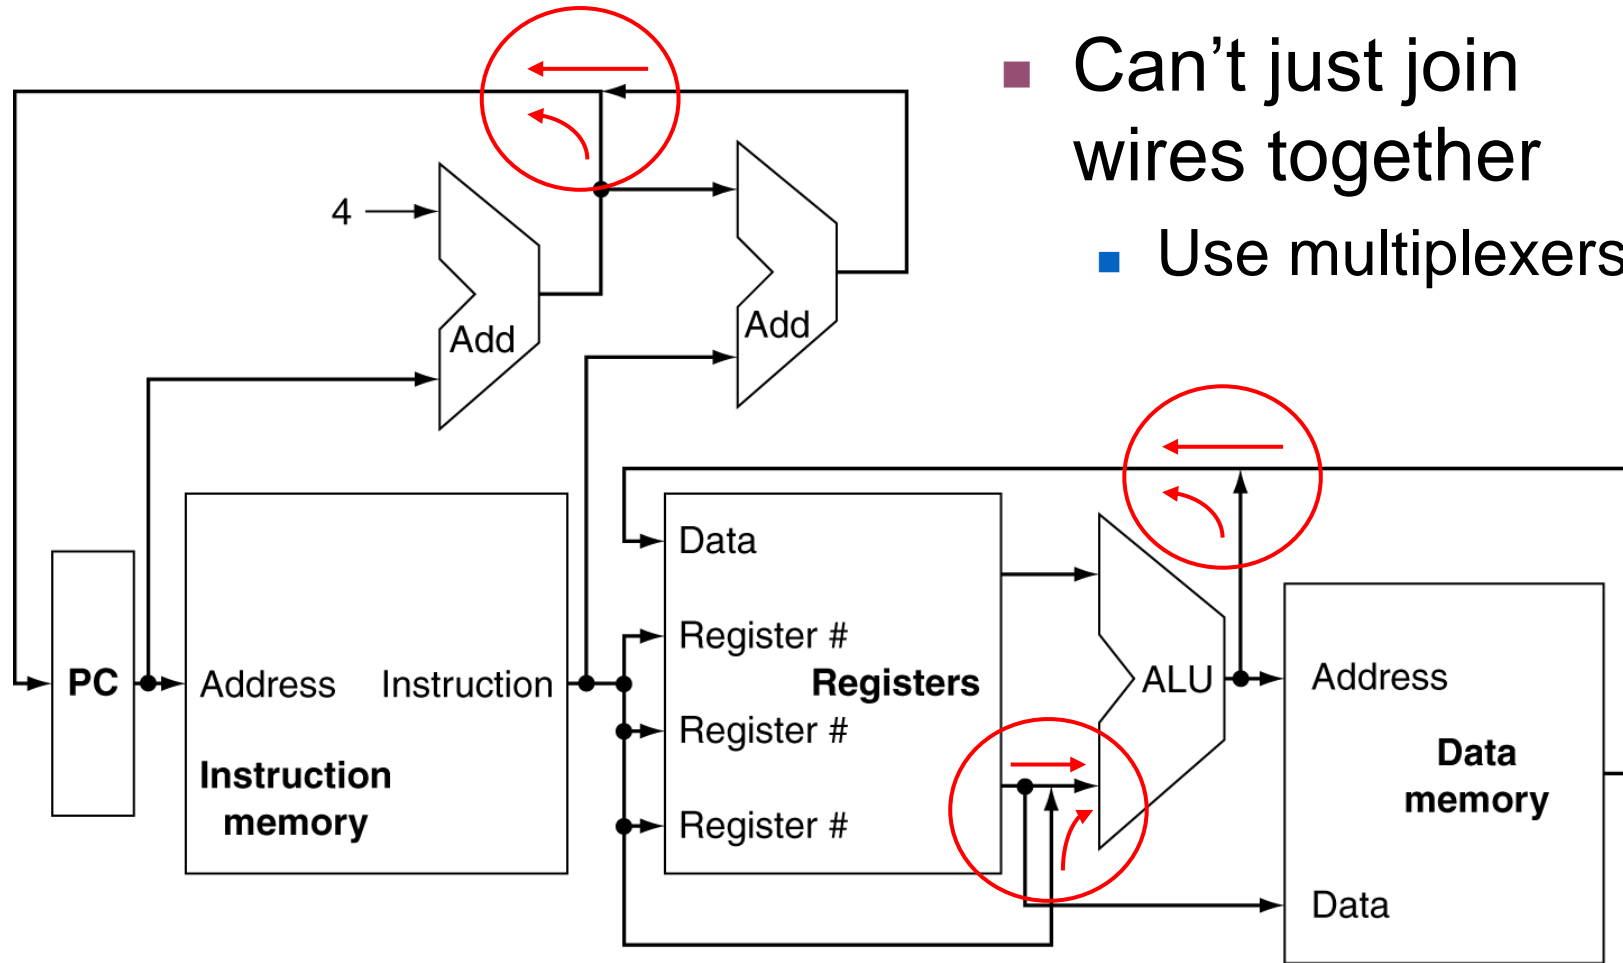 ■ Can’t just join
wires together
■ Use multiplexers
4
Add
Add
PC
Address
Instruction
Instruction
memory
Data
Register #
Registers
Register #
Register #
ALU
Address
Data
memory
Data